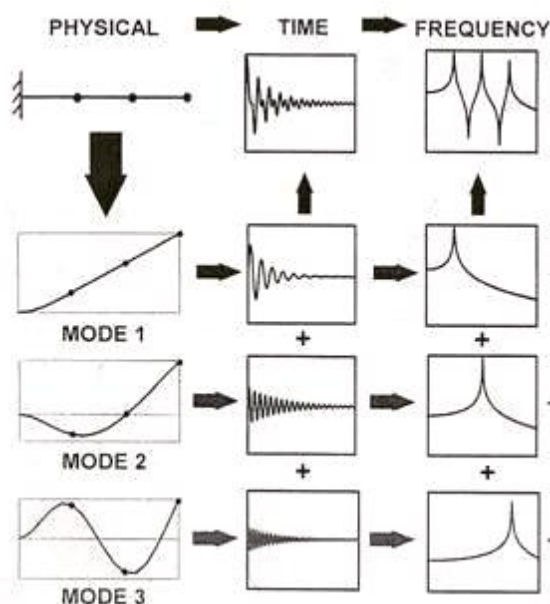 PHYSICAL TIME FREQUENCY
MODE 1
+ +
MODE 2
+ +
MODE 3